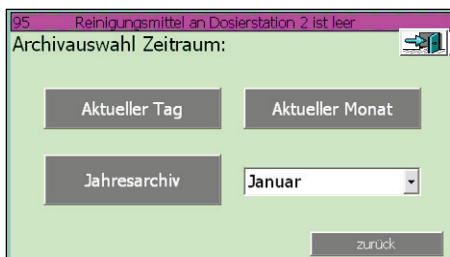 95 Reinigungsmittel an Dosierstation 2 ist leer
Archivauswahl Zeitraum:
Aktueller Tag Aktueller Monat
Jahresarchiv Januar
zurück